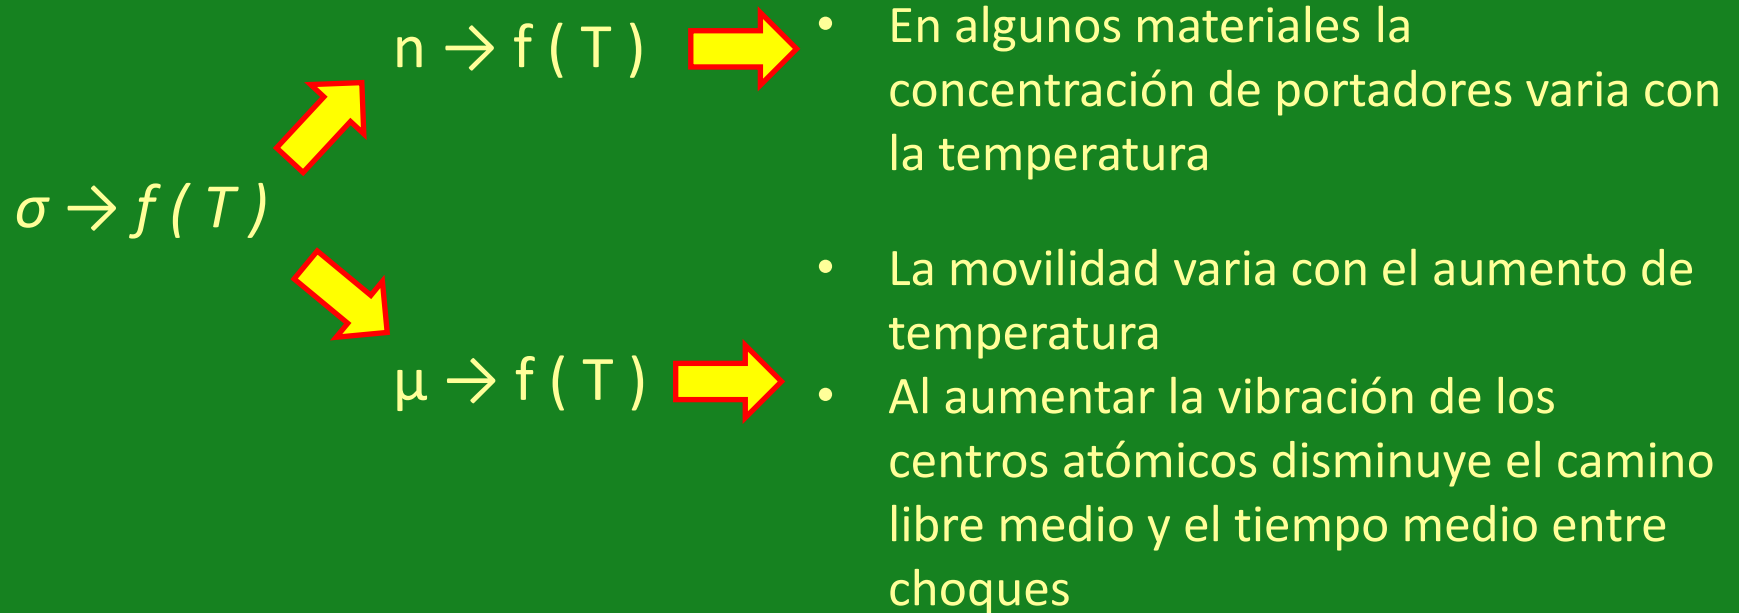 n → f ( T )
• En algunos materiales la
concentración de portadores varia con
la temperatura
σ → f ( T )
• La movilidad varia con el aumento de
temperatura
μ → f ( T )
• Al aumentar la vibración de los
centros atómicos disminuye el camino
libre medio y el tiempo medio entre
choques